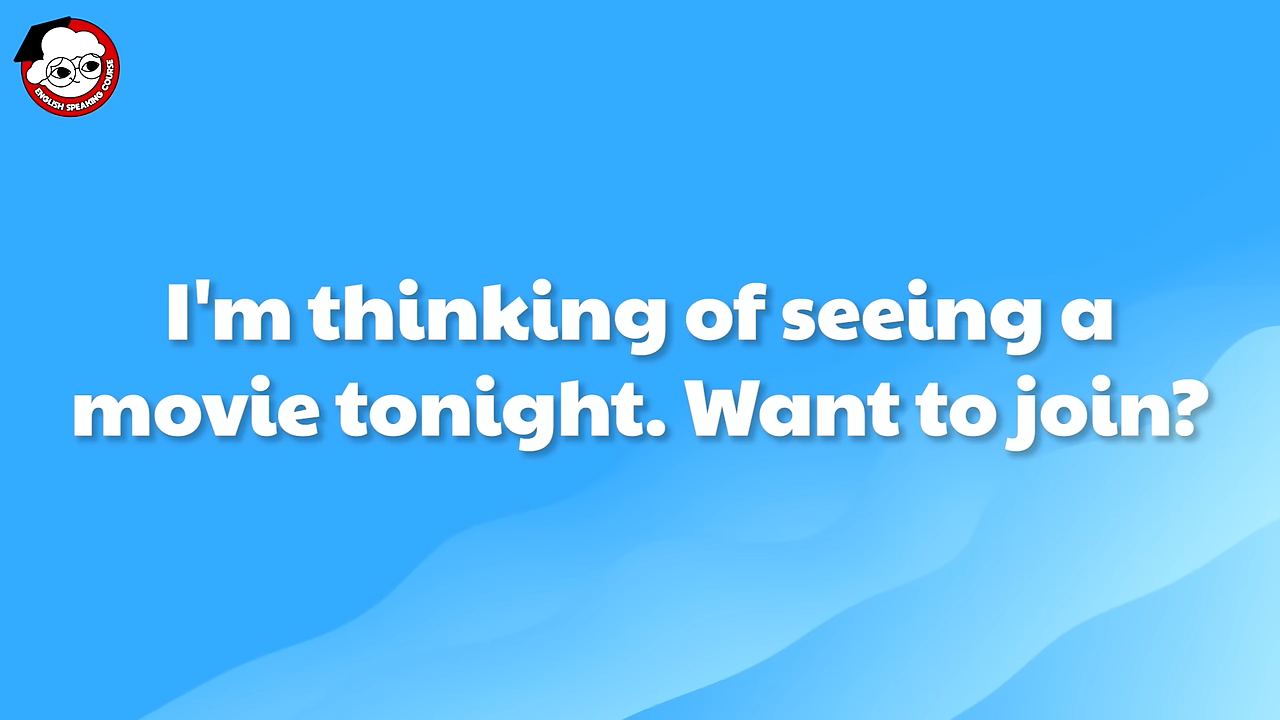 ENGLISH SPEAKING COURSE
I'm thinking of seeing a
movie tonight. Want to join?